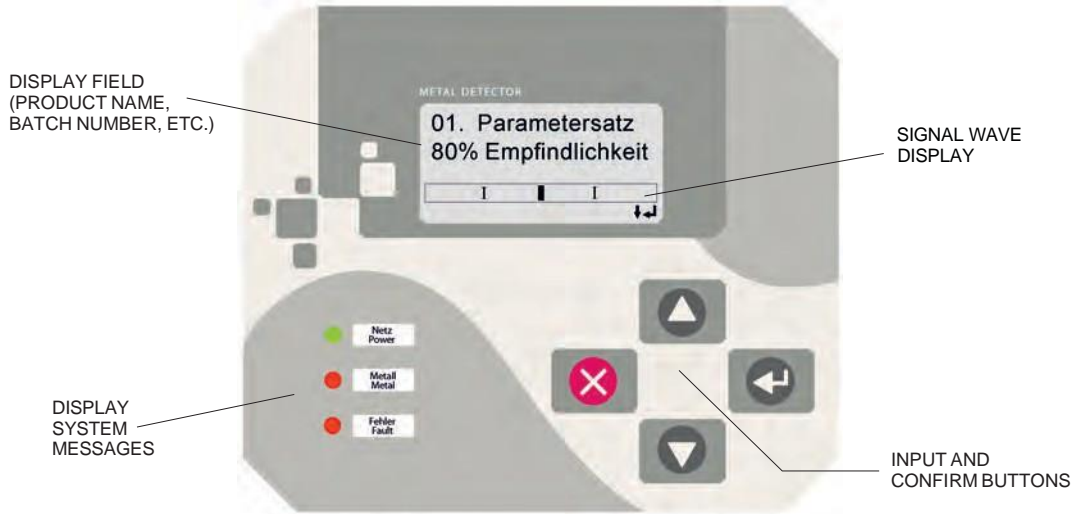 DISPLAY FIELD
(PRODUCT NAME,
BATCH NUMBER, ETC.)
METAL DETECTOR
01. Parametersatz
80% Empfindlichkeit
SIGNAL WAVE
DISPLAY
Netz
Power
Metall
Metal
Fehler
Fault
DISPLAY
SYSTEM
MESSAGES
INPUT AND
CONFIRM BUTTONS